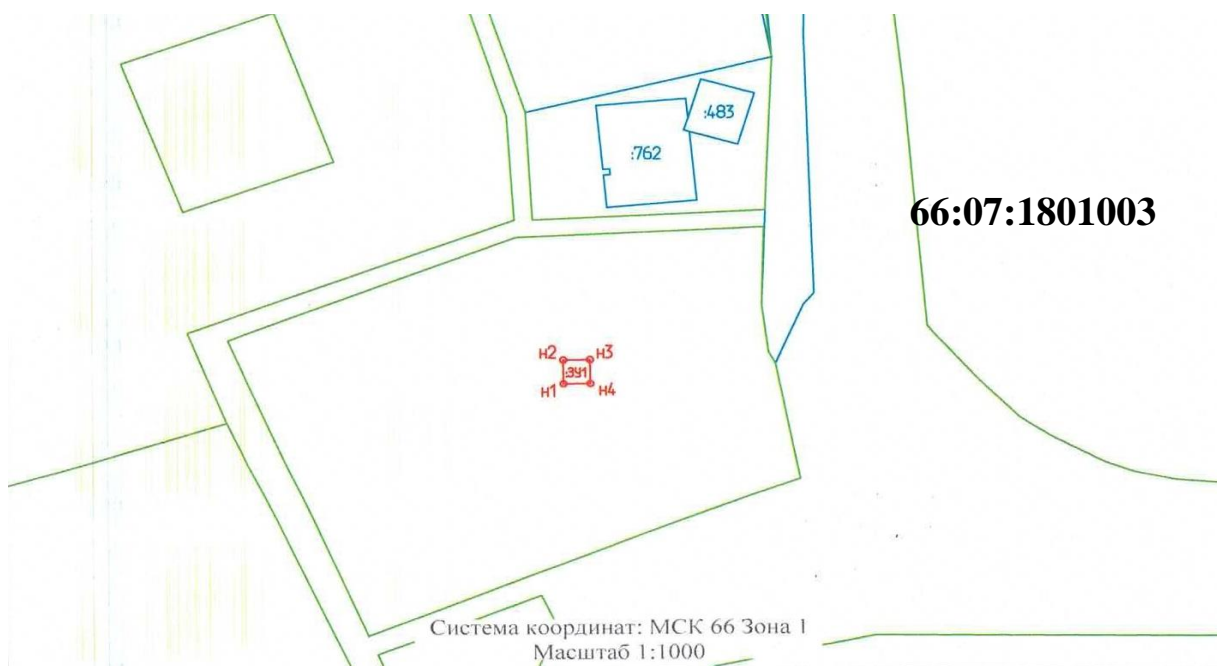 :483
:762
66:07:1801003
н2 н3
:ЗУ1
н1 н4
Система координат: МСК 66 Зона 1
Масштаб 1:1000